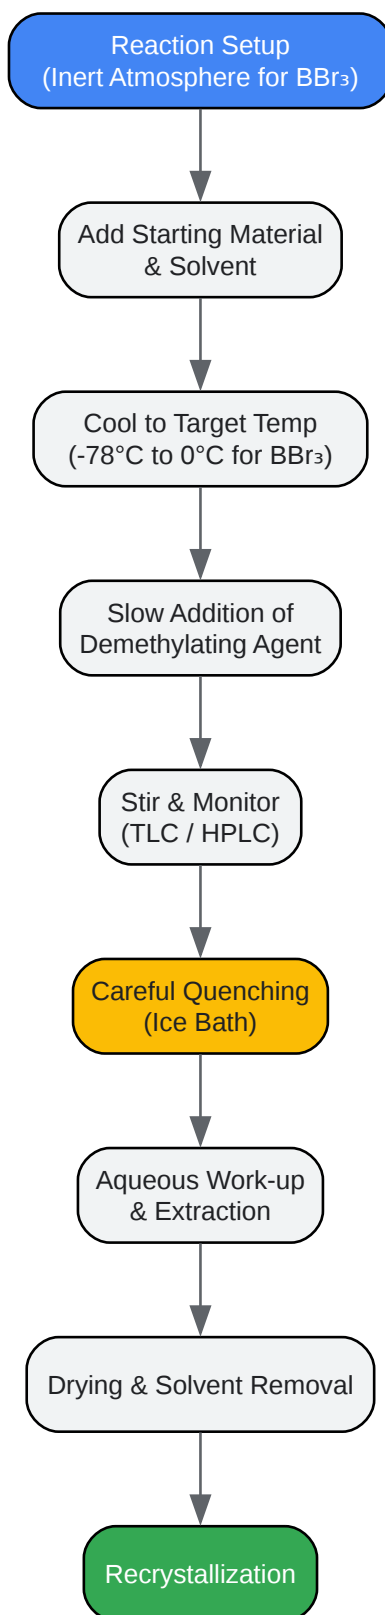 Reaction Setup
(Inert Atmosphere for BBr₃)
Add Starting Material
& Solvent
Cool to Target Temp
(-78°C to 0°C for BBr₃)
Slow Addition of
Demethylating Agent
Stir & Monitor
(TLC / HPLC)
Careful Quenching
(Ice Bath)
Aqueous Work-up
& Extraction
Drying & Solvent Removal
Recrystallization